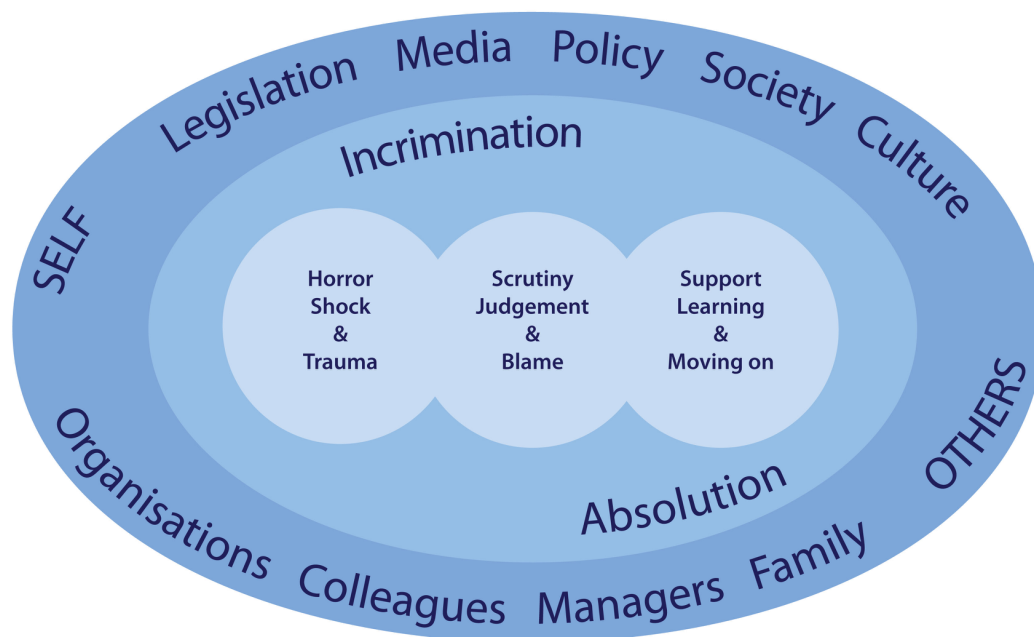 Legislation Media Policy Society Culture
SELF
Incrimination
Horror
Shock
&
Trauma
Scrutiny
Judgement
&
Blame
Support
Learning
&
Moving on
Absolution
OTHERS
Organisations Colleagues Managers Family